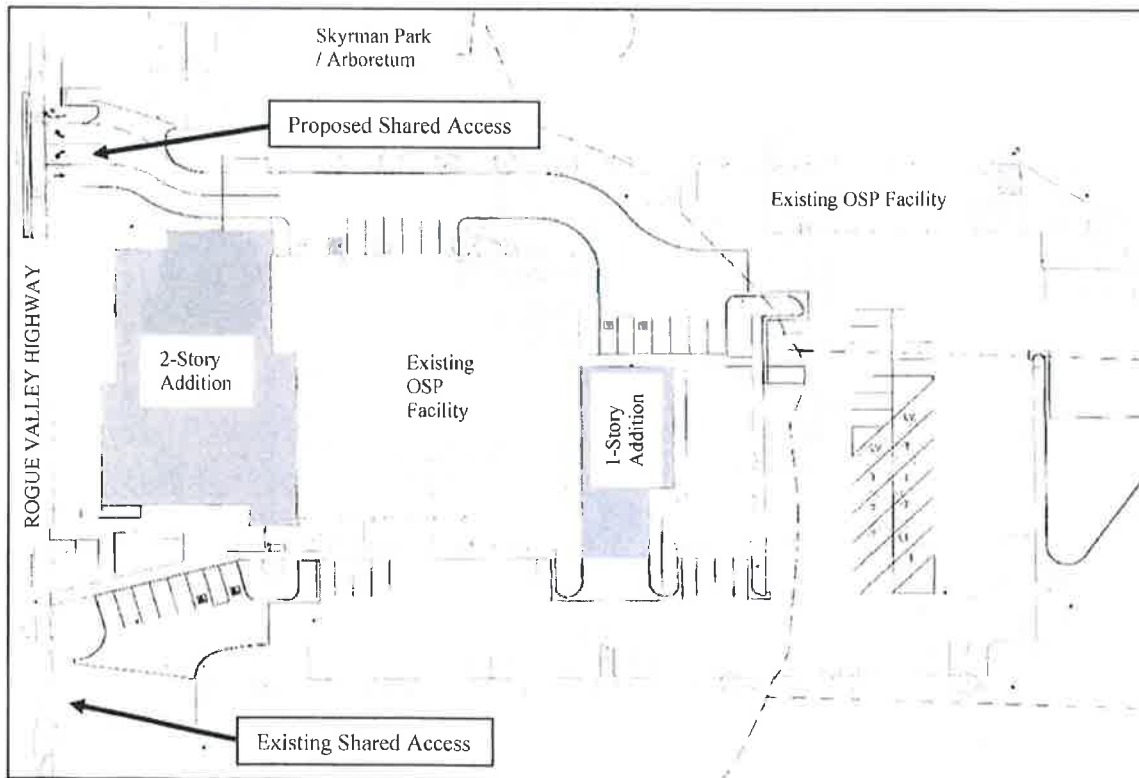 Skyrman Park
/ Arboretum
Proposed Shared Access
Existing OSP Facility
ROGUE VALLEY HIGHWAY
2-Story
Addition
Existing
OSP
Facility
1-Story
Addition
Existing Shared Access